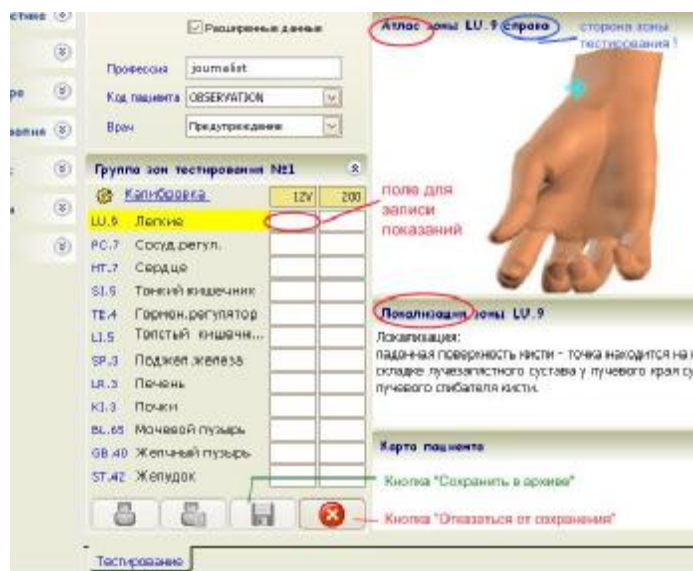 Расширенные данные
Профессия journalist
Код пациента OBSERVATION
Врач Предупреждение
Группа зон тестирования №1
Калибровка 12V 200
LU.9 Легкие
PC.7 Сосуд.регул.
HT.7 Сердце
SI.5 Тонкий кишечник
TE.4 Гормон.регулятор
LI.5 Толстый кишечн...
SP.3 Поджел.железа
LR.3 Печень
KI.3 Почки
BL.65 Мочевой пузырь
GB.40 Желчный пузырь
ST.42 Желудок
Тестирование
Атлас зоны LU.9 справа
сторона зоны
тестирования !
поле для
записи
показаний
Локализация зоны LU.9
Локализация:
ладонная поверхность кисти - точка находится на
складке лучезапястного сустава у лучевого края
лучевого сгибателя кисти.
Карта пациента
Кнопка "Сохранить в архиве"
Кнопка "Отказаться от сохранения"